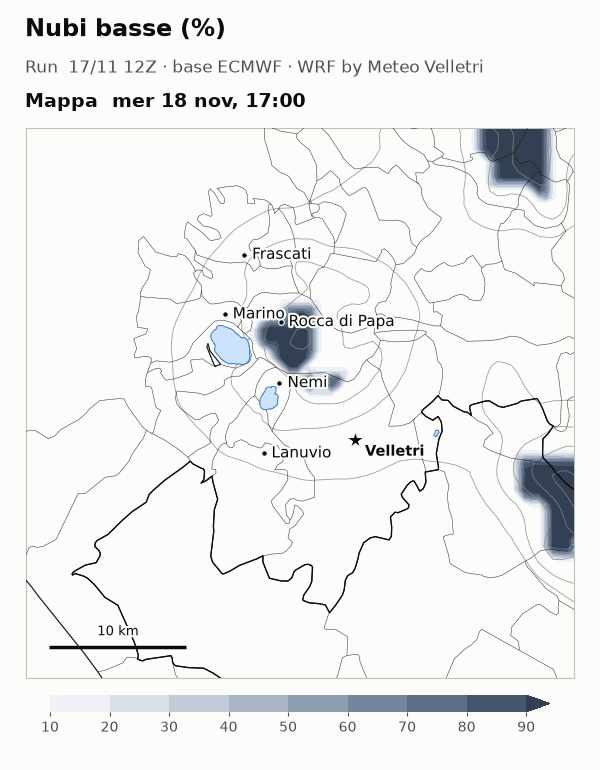 Nubi basse (%)
Run  17/11 12Z · base ECMWF · WRF by Meteo Velletri
Mappa  mer 18 nov, 17:00
Frascati
Marino
Rocca di Papa
Nemi
Velletri
Lanuvio
10 km
10 20 30 40 50 60 70 80 90